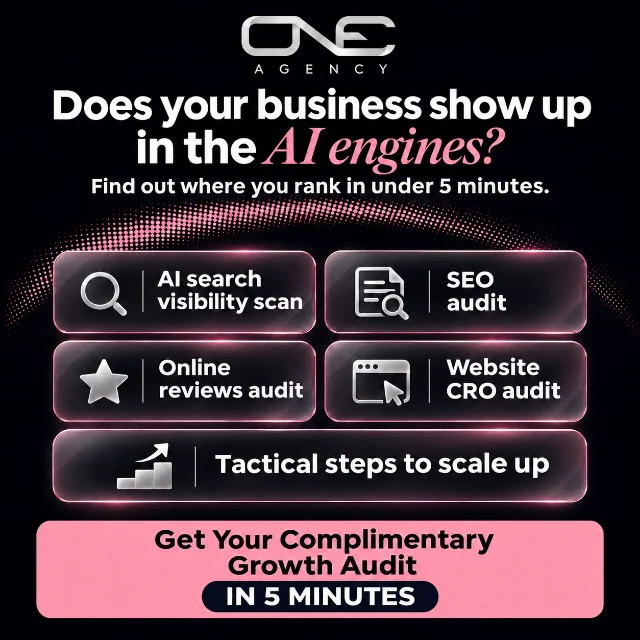 ONE
AGENCY
Does your business show up
in the AI engines?
Find out where you rank in under 5 minutes.
AI search
visibility scan
SEO
audit
Online
reviews audit
Website
CRO audit
Tactical steps to scale up
Get Your Complimentary
Growth Audit
IN 5 MINUTES